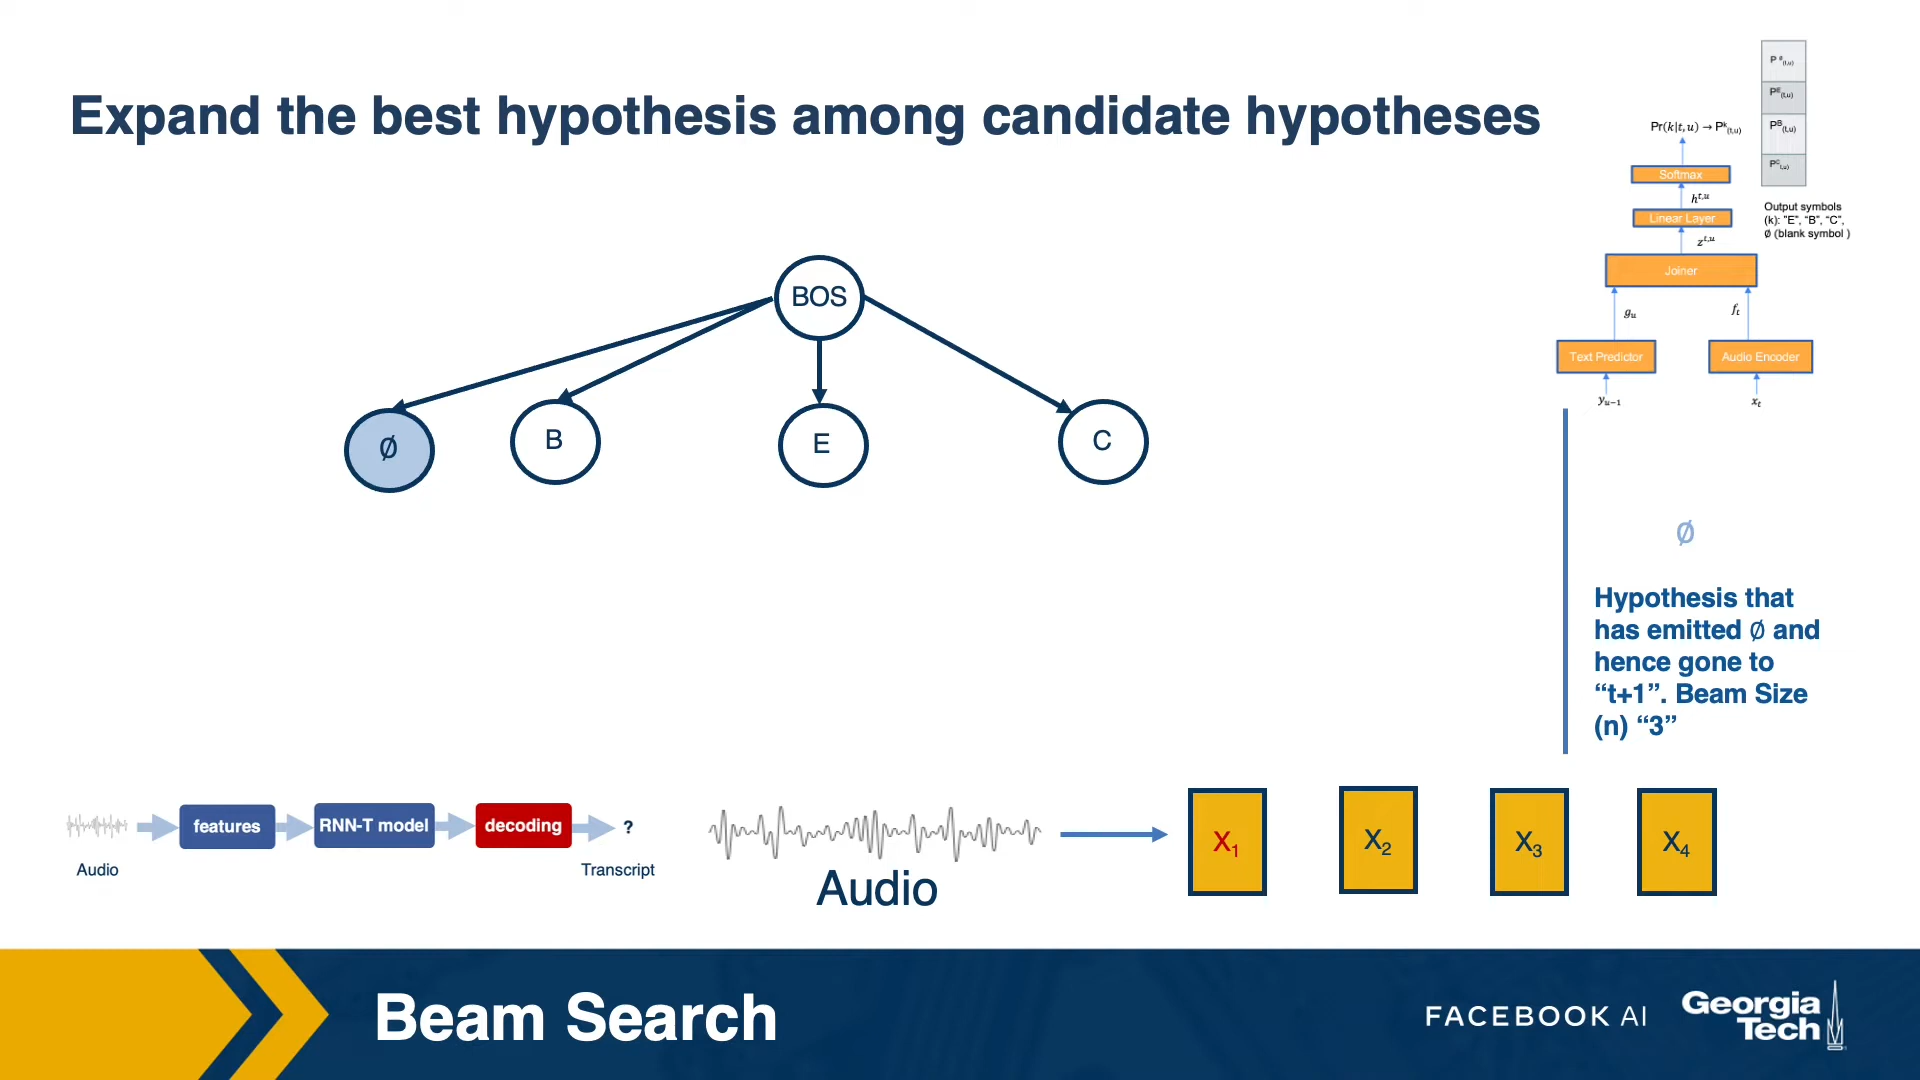 Expand the best hypothesis among candidate hypotheses
P ø (t,u)
P E (t,u)
P B (t,u)
P C t,u)
Pr(k|t, u) → P k (t,u)
Softmax
h t,u
Linear Layer
z t,u
Output symbols
(k): "E", "B", "C",
∅ (blank symbol )
Joiner
g u
f t
Text Predictor
Audio Encoder
y u−1
x t
BOS
∅
B
E
C
∅
Hypothesis that
has emitted ∅ and
hence gone to
“t+1”. Beam Size
(n) “3”
features
RNN-T model
decoding
?
Audio
Transcript
Audio
X1
X2
X3
X4
Beam Search
FACEBOOK AI
Georgia
Tech